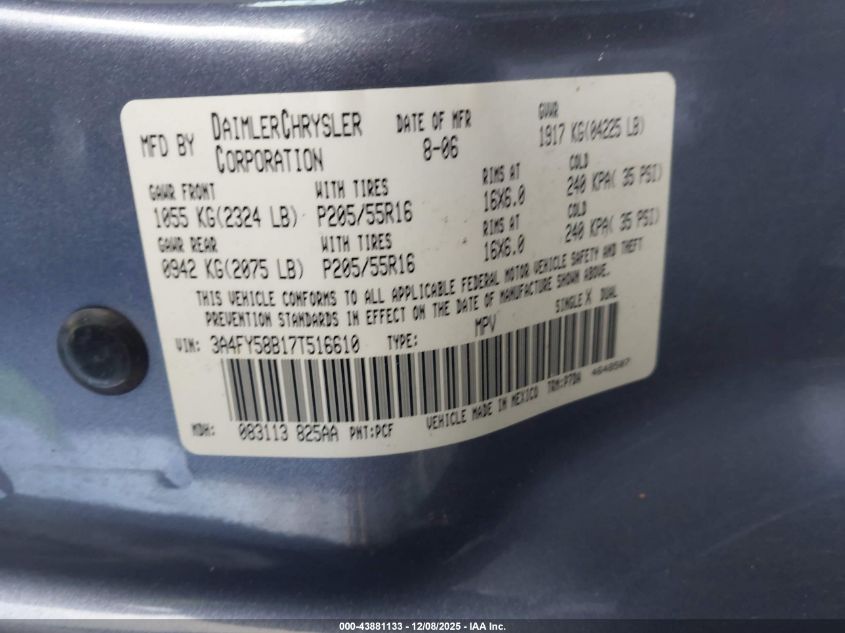 MFD BY DAIMLERCHRYSLER CORPORATION
DATE OF MFR 8-06
GVWR 1917 KG(04225 LB)
GAWR FRONT WITH TIRES RIMS AT COLD
1055 KG(2324 LB) P205/55R16 16X6.0 240 KPA( 35 PSI)
GAWR REAR WITH TIRES RIMS AT COLD
0942 KG(2075 LB) P205/55R16 16X6.0 240 KPA( 35 PSI)
THIS VEHICLE CONFORMS TO ALL APPLICABLE FEDERAL MOTOR VEHICLE SAFETY AND THEFT
PREVENTION STANDARDS IN EFFECT ON THE DATE OF MANUFACTURE SHOWN ABOVE.
VIN: 3A4FY58B17T516610 TYPE: MPV SINGLE X DUAL
MDH: 083113 825AA PNT:PCF VEHICLE MADE IN MEXICO TRM:P7DA 4648507
000-43881133 - 12/08/2025 - IAA Inc.